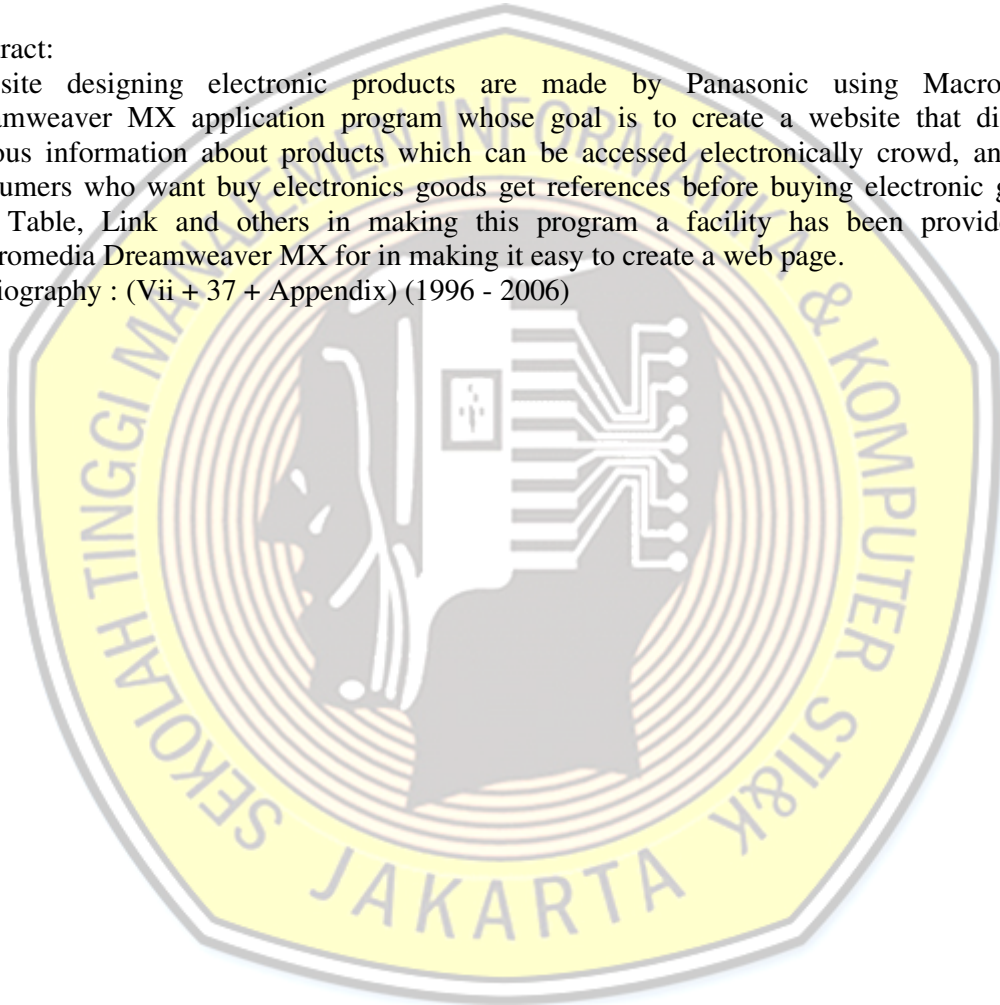 ract:
site designing electronic products are made by Panasonic using Macro
amweaver MX application program whose goal is to create a website that di
ous information about products which can be accessed electronically crowd, an
umers who want buy electronics goods get references before buying electronic g
Table, Link and others in making this program a facility has been provide
romedia Dreamweaver MX for in making it easy to create a web page.
iography : (Vii + 37 + Appendix) (1996 - 2006)
SEKOLAH TINGGI MANAJEMEN INFORMATIKA & KOMPUTER STI&K
JAKARTA